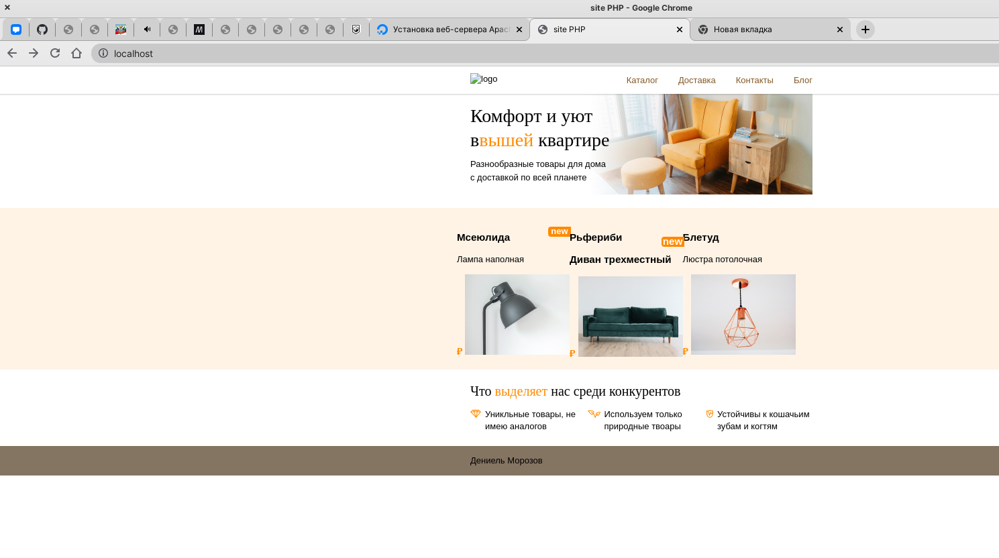 site PHP - Google Chrome
Установка веб-сервера Apac
site PHP
Новая вкладка
localhost
logo
Каталог
Доставка
Контакты
Блог
Комфорт и уют
ввышей квартире
Разнообразные товары для дома
с доставкой по всей планете
Мсеюлида
new
Лампа наполная
₽
Рьфериби
new
Диван трехместный
₽
Блетуд
Люстра потолочная
₽
Что выделяет нас среди конкурентов
Уникльные товары, не
имею аналогов
Используем только
природные твоары
Устойчивы к кошачьим
зубам и когтям
Дениель Морозов